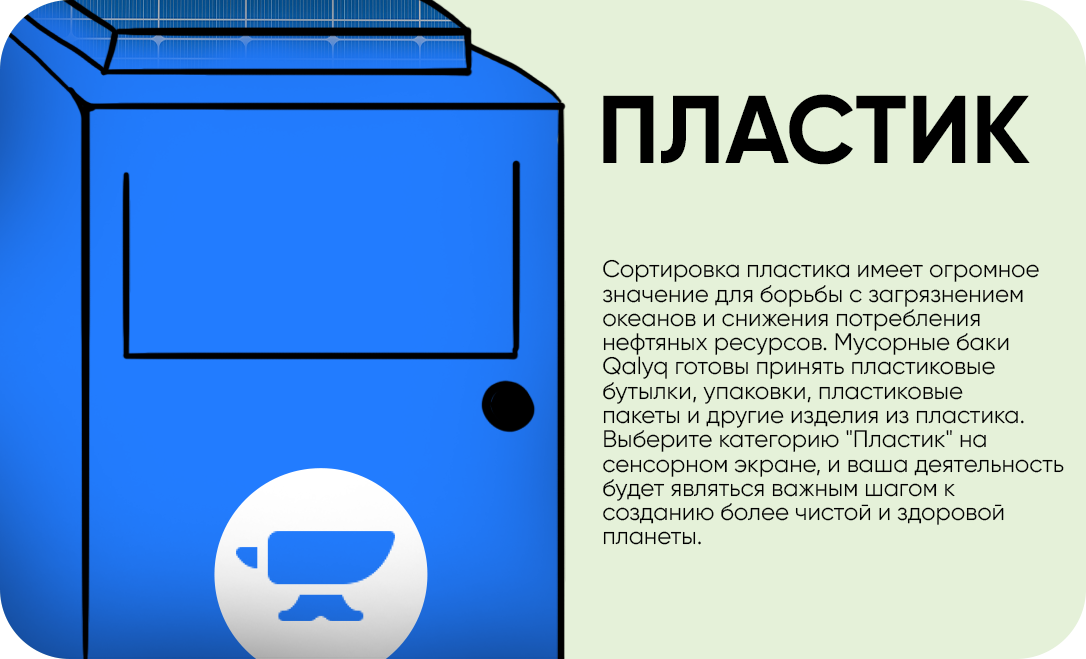 ПЛАСТИК
Сортировка пластика имеет огромное
значение для борьбы с загрязнением
океанов и снижения потребления
нефтяных ресурсов. Мусорные баки
Qalyq готовы принять пластиковые
бутылки, упаковки, пластиковые
пакеты и другие изделия из пластика.
Выберите категорию "Пластик" на
сенсорном экране, и ваша деятельность
будет являться важным шагом к
созданию более чистой и здоровой
планеты.